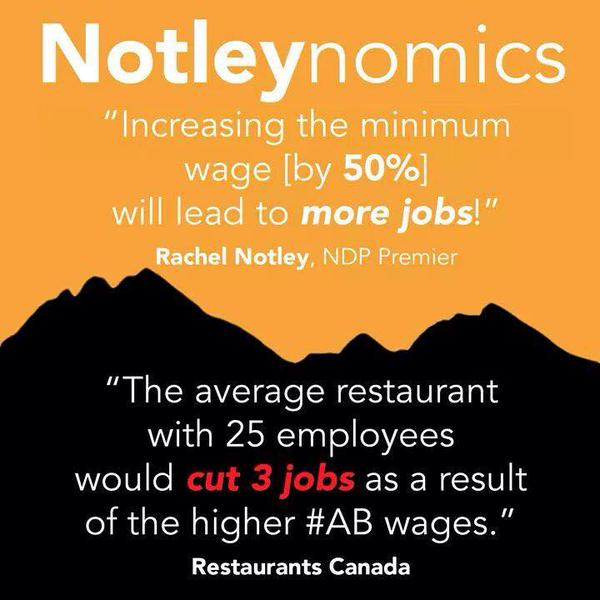 Notleynomics
“Increasing the minimum
wage [by 50%]
will lead to more jobs!”
Rachel Notley, NDP Premier
“The average restaurant
with 25 employees
would cut 3 jobs as a result
of the higher #AB wages.”
Restaurants Canada